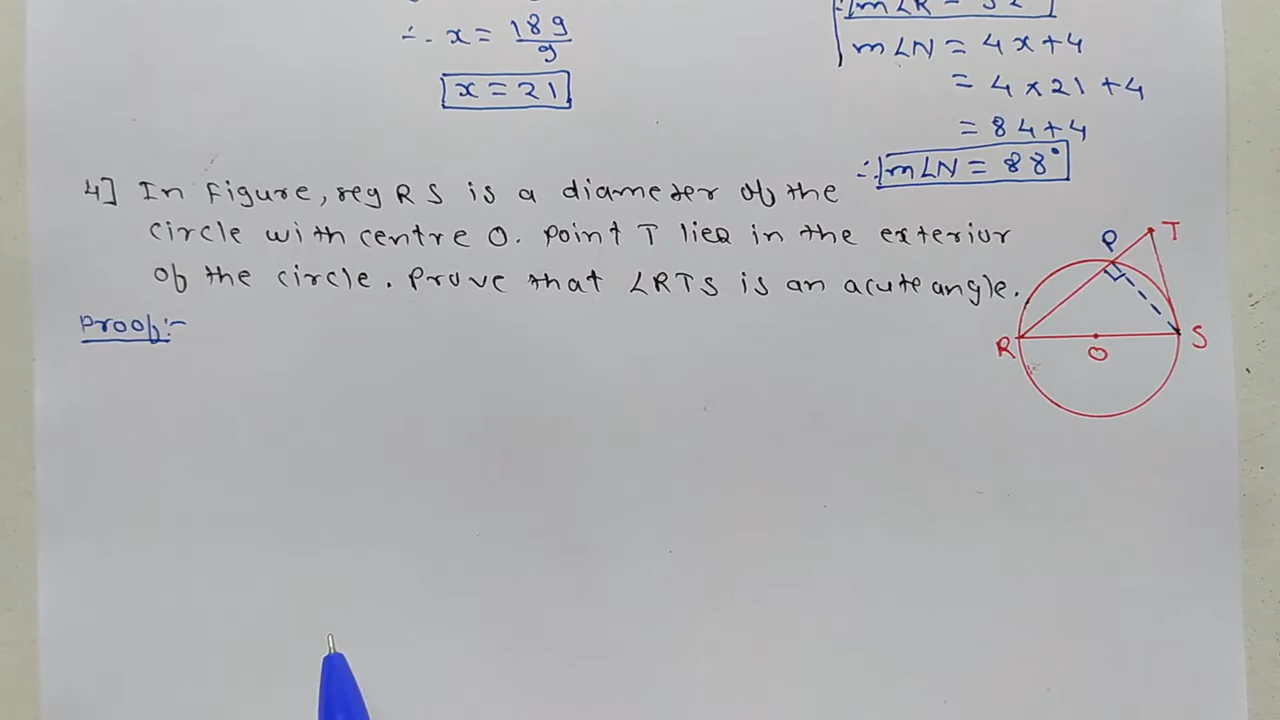 ∴ x = 189/9
x = 21
m∠N = 4x+4
= 4×21+4
= 84+4
∴ m∠N = 88°
4] In Figure, seg RS is a diameter of the
circle with centre O. Point T lies in the exterior
of the circle. Prove that ∠RTS is an acute angle.
Proof:-
P T
R O S